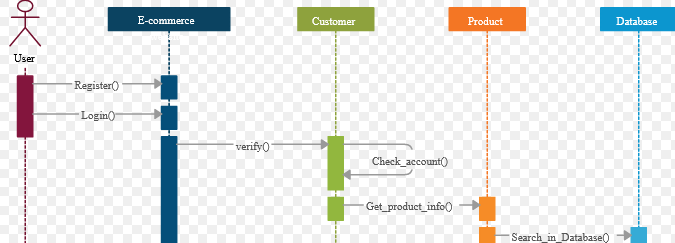 E-commerce
Customer
Product
Database
User
Register()
Login()
verify()
Check_account()
Get_product_info()
Search_in_Database()